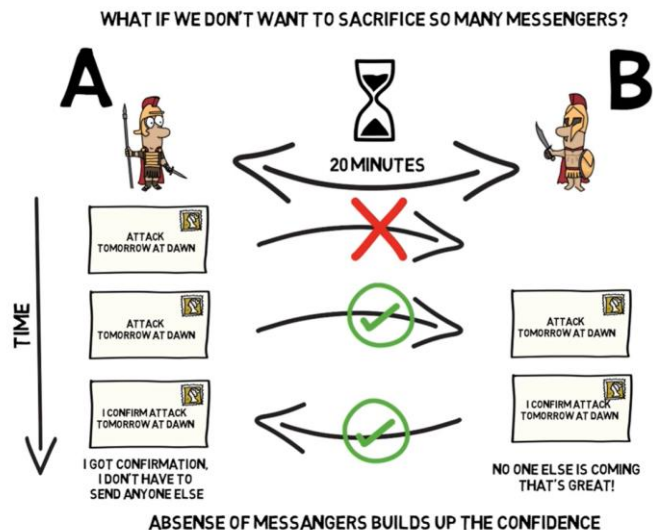 WHAT IF WE DON'T WANT TO SACRIFICE SO MANY MESSENGERS?
A
B
20 MINUTES
TIME
ATTACK
TOMORROW AT DAWN
ATTACK
TOMORROW AT DAWN
ATTACK
TOMORROW AT DAWN
I CONFIRM ATTACK
TOMORROW AT DAWN
I CONFIRM ATTACK
TOMORROW AT DAWN
I GOT CONFIRMATION,
I DON'T HAVE TO
SEND ANYONE ELSE
NO ONE ELSE IS COMING
THAT'S GREAT!
ABSENSE OF MESSANGERS BUILDS UP THE CONFIDENCE